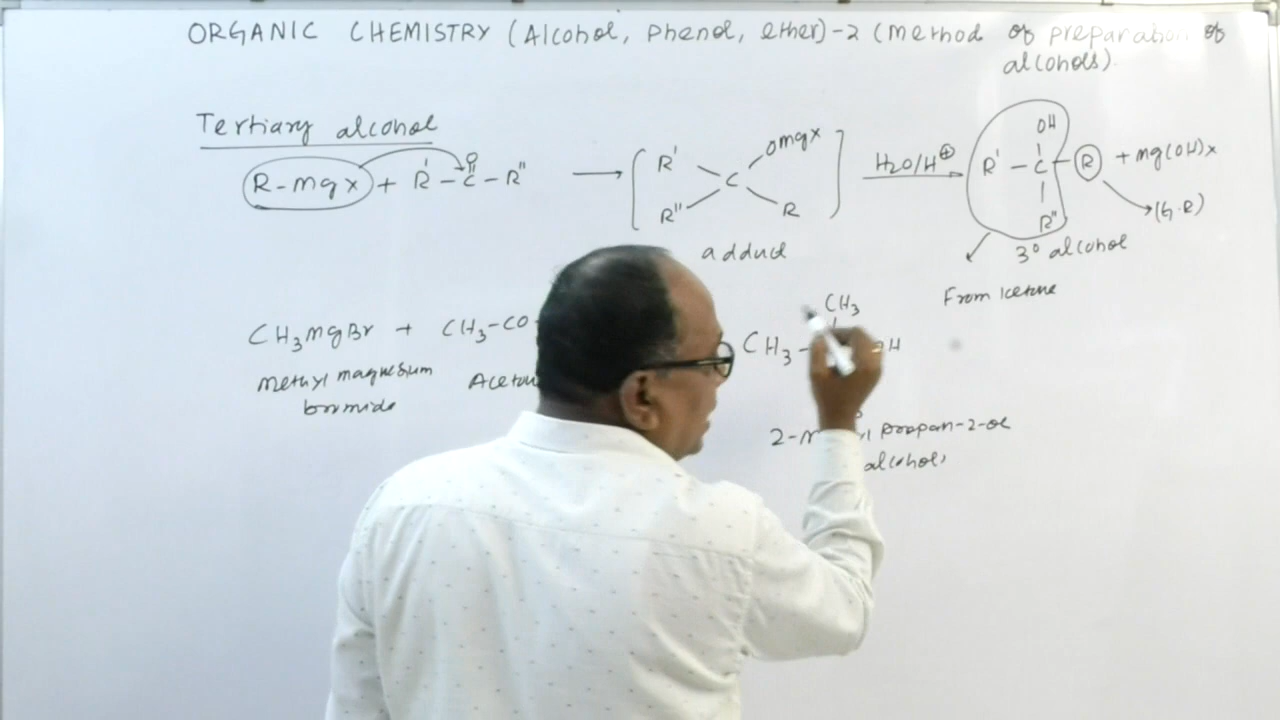 ORGANIC CHEMISTRY (Alcohol, Phenol, ether)-2 (method of preparation of
alcohols).
Tertiary alcohol
R-mgx + R'-C-R" → [R' C Omgx R" R] H2O/H⊕ → R'-C-R + mg(OH)x
O
OH
R"
(G.R)
adduct
3° alcohol
From ketone
CH3mgBr + CH3-CO
CH3
CH3- OH
methyl magnesium
bromide
propan-2-ol
alcohol